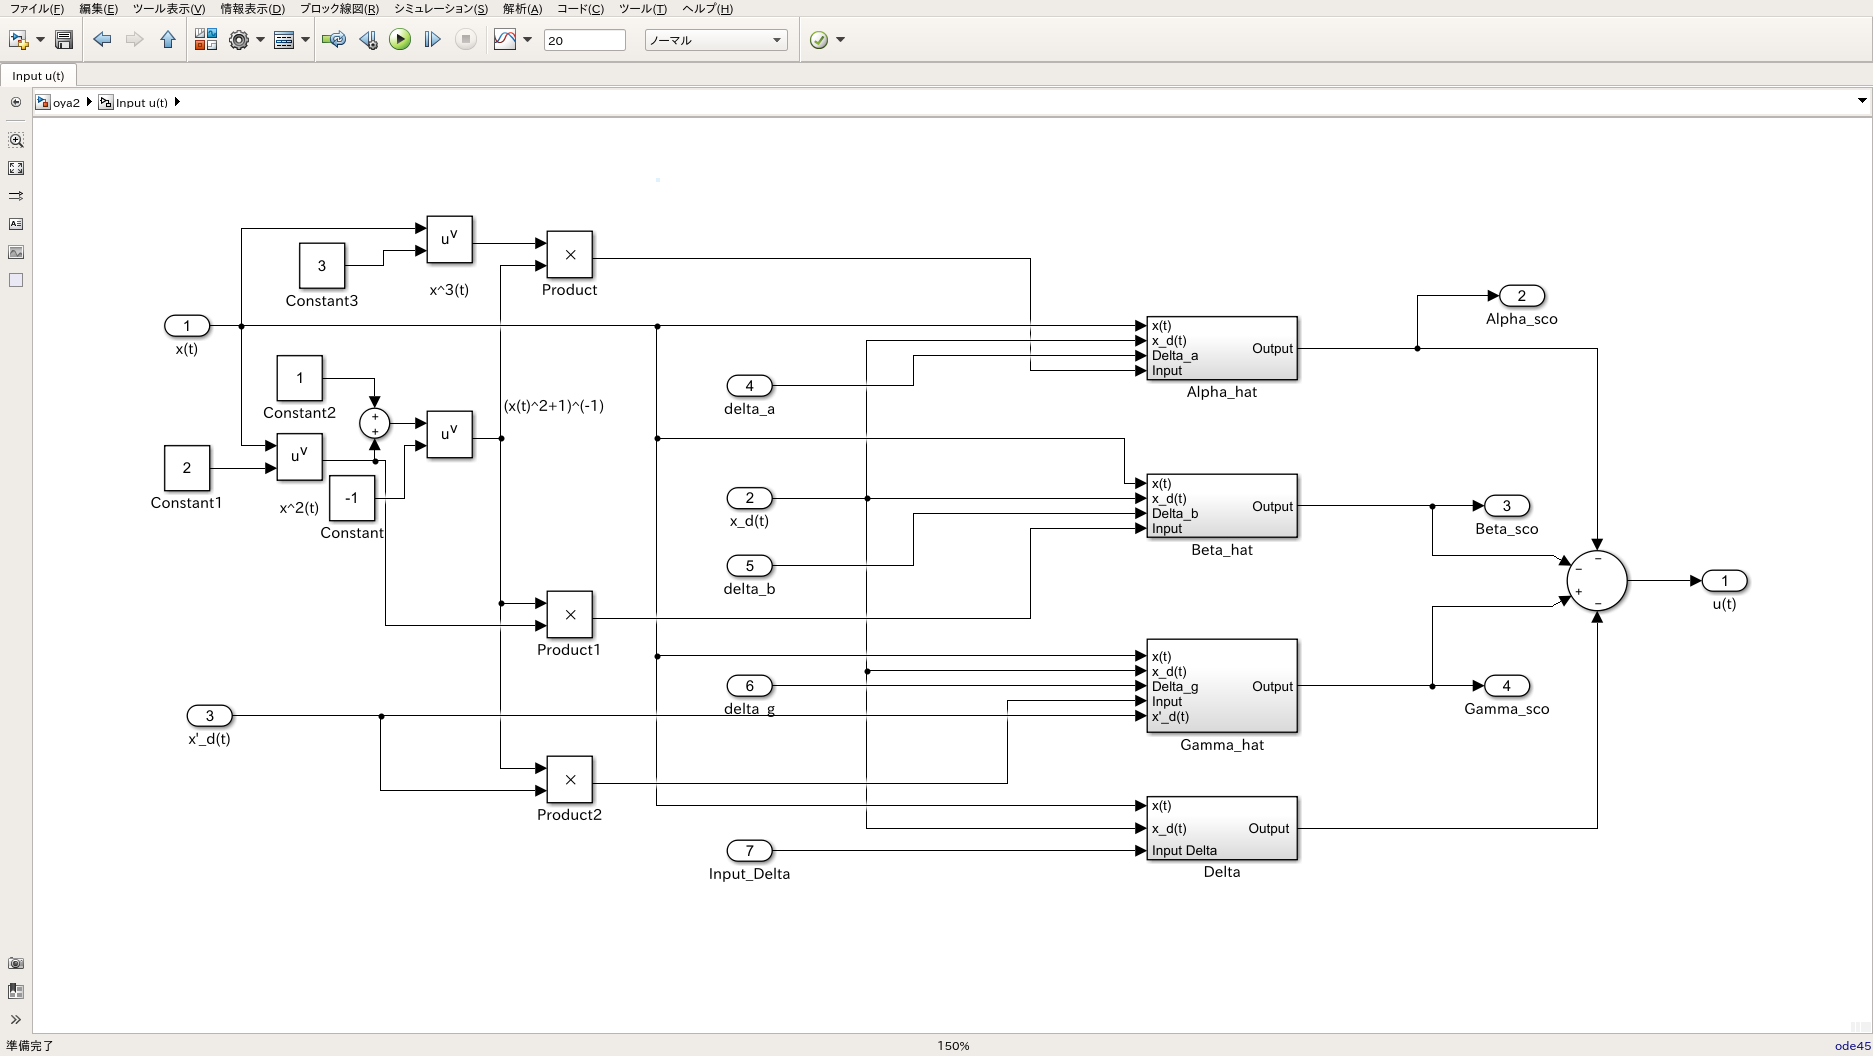 ファイル(F) 編集(E) ツール表示(V) 情報表示(D) ブロック線図(R) シミュレーション(S) 解析(A) コード(C) ツール(T) ヘルプ(H)
20 ノーマル
Input u(t)
oya2 Input u(t)
u^v
3
Constant3
x^3(t)
×
Product
1
x(t)
1
Constant2
+
+
u^v
(x(t)^2+1)^(-1)
2
Constant1
u^v
x^2(t)
-1
Constant
×
Product1
3
x'_d(t)
×
Product2
4
delta_a
2
x_d(t)
5
delta_b
6
delta_g
7
Input_Delta
x(t)
x_d(t)
Delta_a
Input
Output
Alpha_hat
x(t)
x_d(t)
Delta_b
Input
Output
Beta_hat
x(t)
x_d(t)
Delta_g
Input
x'_d(t)
Output
Gamma_hat
x(t)
x_d(t)
Input Delta
Output
Delta
2
Alpha_sco
3
Beta_sco
−
−
+
−
1
u(t)
4
Gamma_sco
準備完了 150% ode45